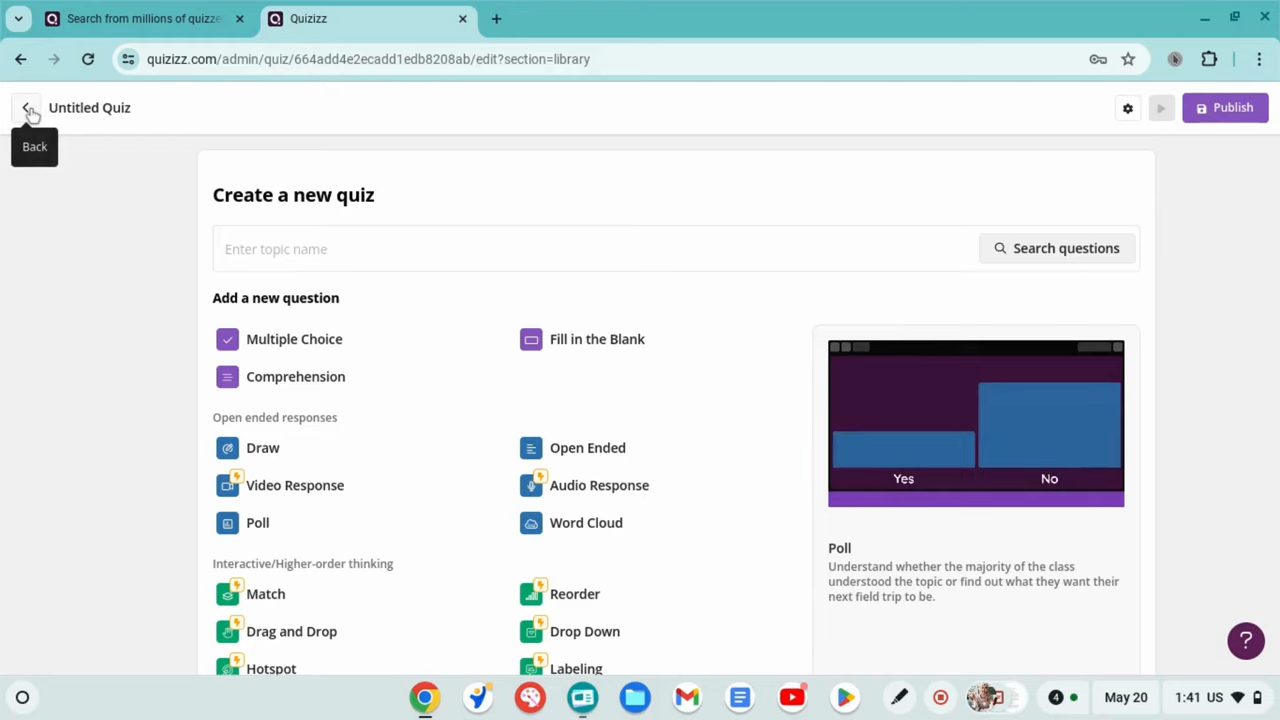 Search from millions of quizze
Quizizz
quizizz.com/admin/quiz/664add4e2ecadd1edb8208ab/edit?section=library
Untitled Quiz
Publish
Back
Create a new quiz
Enter topic name
Search questions
Add a new question
Multiple Choice
Fill in the Blank
Comprehension
Open ended responses
Draw
Open Ended
Video Response
Audio Response
Poll
Word Cloud
Interactive/Higher-order thinking
Match
Reorder
Drag and Drop
Drop Down
Hotspot
Labeling
Yes
No
Poll
Understand whether the majority of the class
understood the topic or find out what they want their
next field trip to be.
?
4
May 20
1:41 US